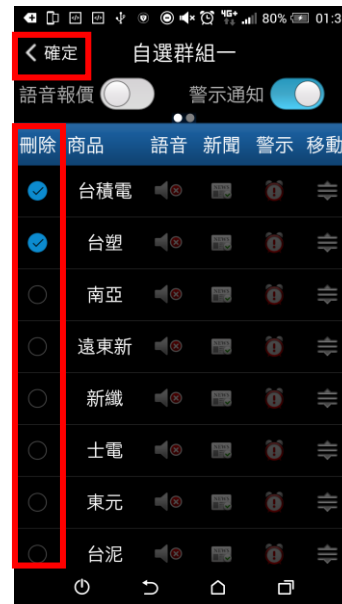 4G+ 80% 01:3
確定 自選群組一
語音報價 警示通知
刪除 商品 語音 新聞 警示 移動
台積電
台塑
南亞
遠東新
新纖
士電
東元
台泥